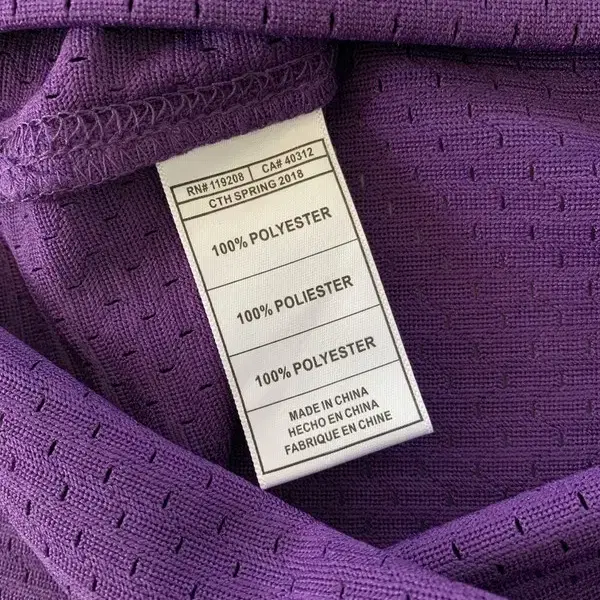 RN# 119208 CA# 40312
CTH SPRING 2018
100% POLYESTER
100% POLIESTER
100% POLYESTER
MADE IN CHINA
HECHO EN CHINA
FABRIQUE EN CHINE